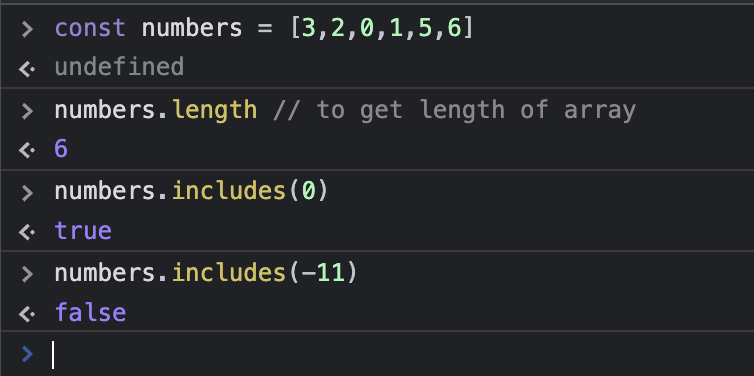 const numbers = [3,2,0,1,5,6]
undefined
numbers.length // to get length of array
6
numbers.includes(0)
true
numbers.includes(-11)
false